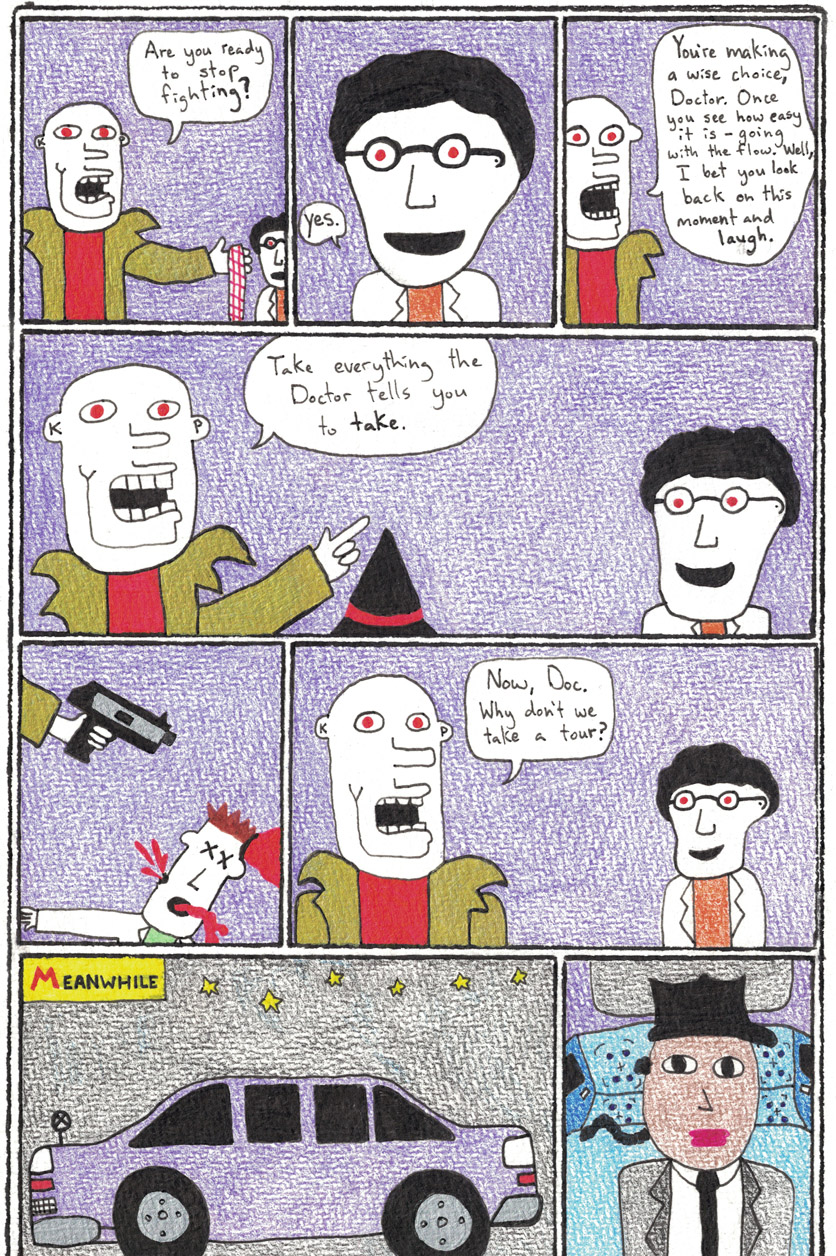 Are you ready
to stop
fighting?
yes.
You're making
a wise choice,
Doctor. Once
you see how easy
it is - going
with the flow. Well,
I bet you look
back on this
moment and
laugh.
Take everything the
Doctor tells you
to take.
K P
Now, Doc.
Why don't we
take a tour?
K P
MEANWHILE